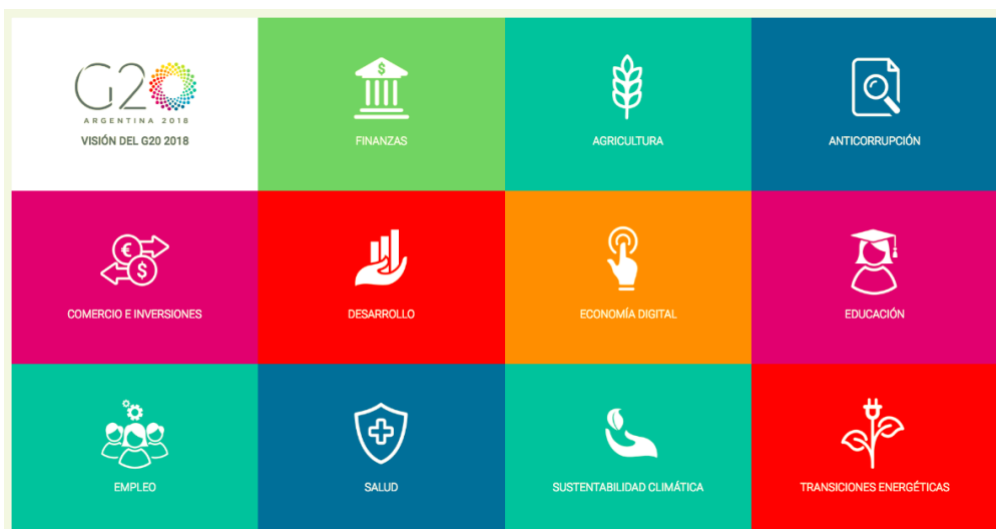 G20
ARGENTINA 2018
VISIÓN DEL G20 2018
$
FINANZAS
AGRICULTURA
ANTICORRUPCIÓN
€
$
COMERCIO E INVERSIONES
DESARROLLO
ECONOMÍA DIGITAL
EDUCACIÓN
EMPLEO
SALUD
SUSTENTABILIDAD CLIMÁTICA
TRANSICIONES ENERGÉTICAS